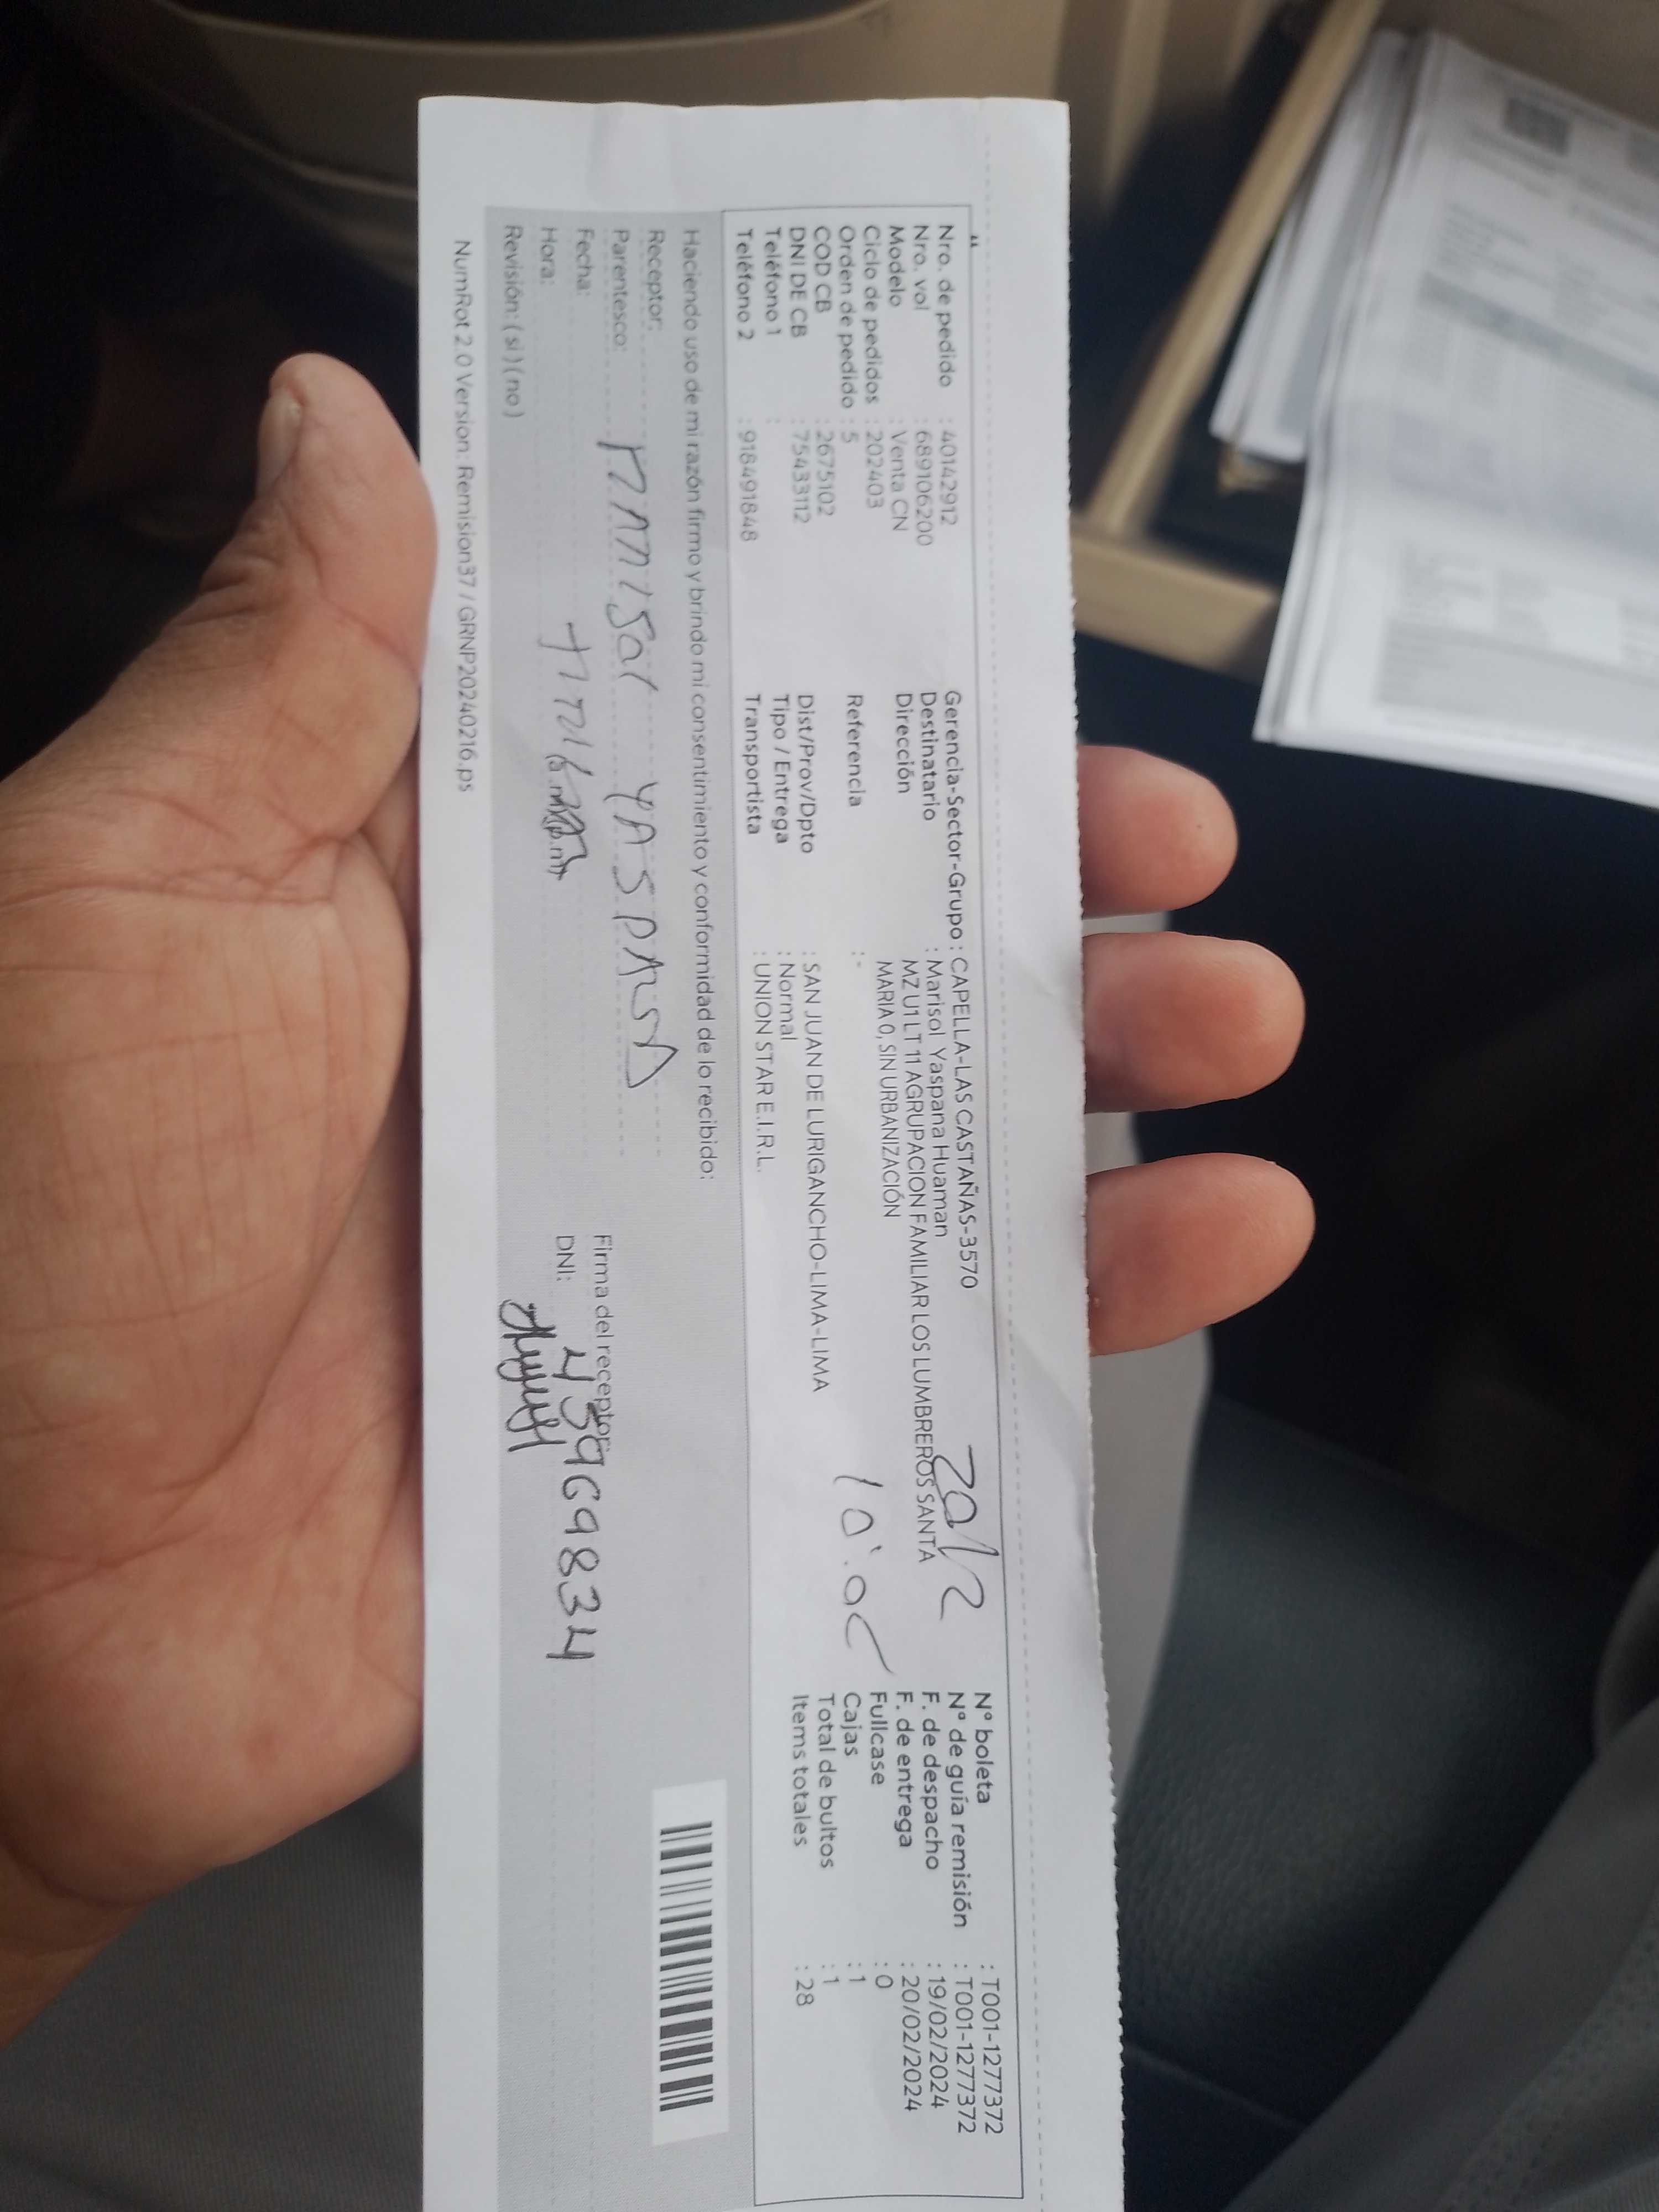 Nro. de pedido : 40142912
Nro. vol : 689106200
Modelo : Venta CN
Ciclo de pedidos : 202403
Orden de pedido : 5
COD CB : 2675102
DNI DE CB : 75433112
Teléfono 1 :
Teléfono 2 : 918491848
Gerencia-Sector-Grupo : CAPELLA-LAS CASTAÑAS-3570
Destinatario : Marisol Yaspana Huaman
Dirección MZ U1 LT 11 AGRUPACION FAMILIAR LOS LUMBREROS SANTA
MARIA 0, SIN URBANIZACIÓN
Referencia : -
Dist/Prov/Dpto : SAN JUAN DE LURIGANCHO-LIMA-LIMA
Tipo / Entrega : Normal
Transportista : UNION STAR E.I.R.L.
20/2
N° boleta : T001-1277372
N° de guía remisión : T001-1277372
F. de despacho : 19/02/2024
F. de entrega : 20/02/2024
Fullcase : 0
Cajas : 1
Total de bultos : 1
Items totales : 28
Haciendo uso de mi razón firmo y brindo mi consentimiento y conformidad de lo recibido:
Receptor: MARISOL YASPANA
Parentesco:
Fecha:
Hora:
Revisión: ( si ) ( no )
Firma del receptor:
DNI: 45969834
NumRot 2.0 Version: Remision37 / GRNP20240216.ps